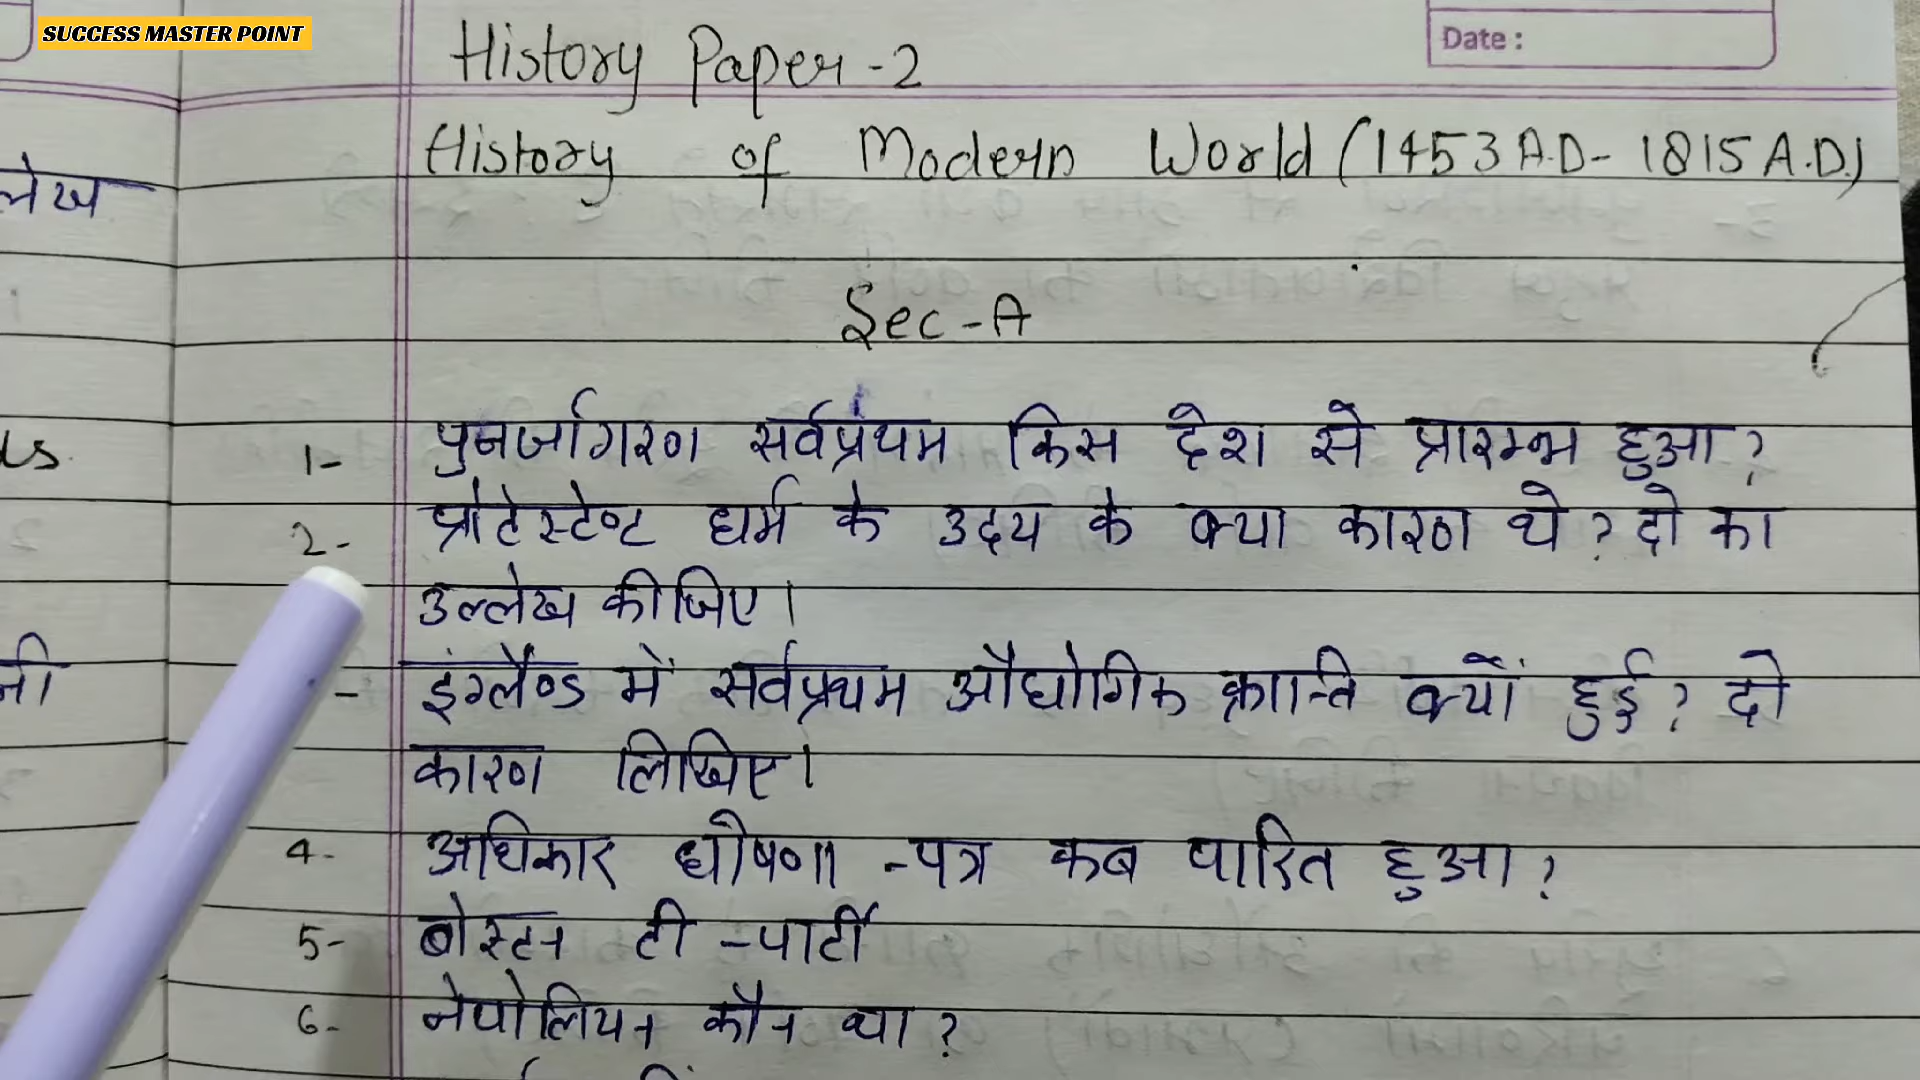 SUCCESS MASTER POINT
Date :
History Paper-2
History of Modern World (1453 A.D- 1815 A.D.)
लेख
Sec-A
1- पुनर्जागरण सर्वप्रथम किस देश से प्रारम्भ हुआ?
2- प्रोटेस्टेण्ट धर्म के उदय के क्या कारण थे? दो का
उल्लेख कीजिए।
- इंग्लैण्ड में सर्वप्रथम औद्योगिक क्रान्ति क्यों हुई? दो
कारण लिखिए।
4- अधिकार घोषणा -पत्र कब पारित हुआ?
5- बोस्टन टी -पार्टी
6- नेपोलियन कौन था?